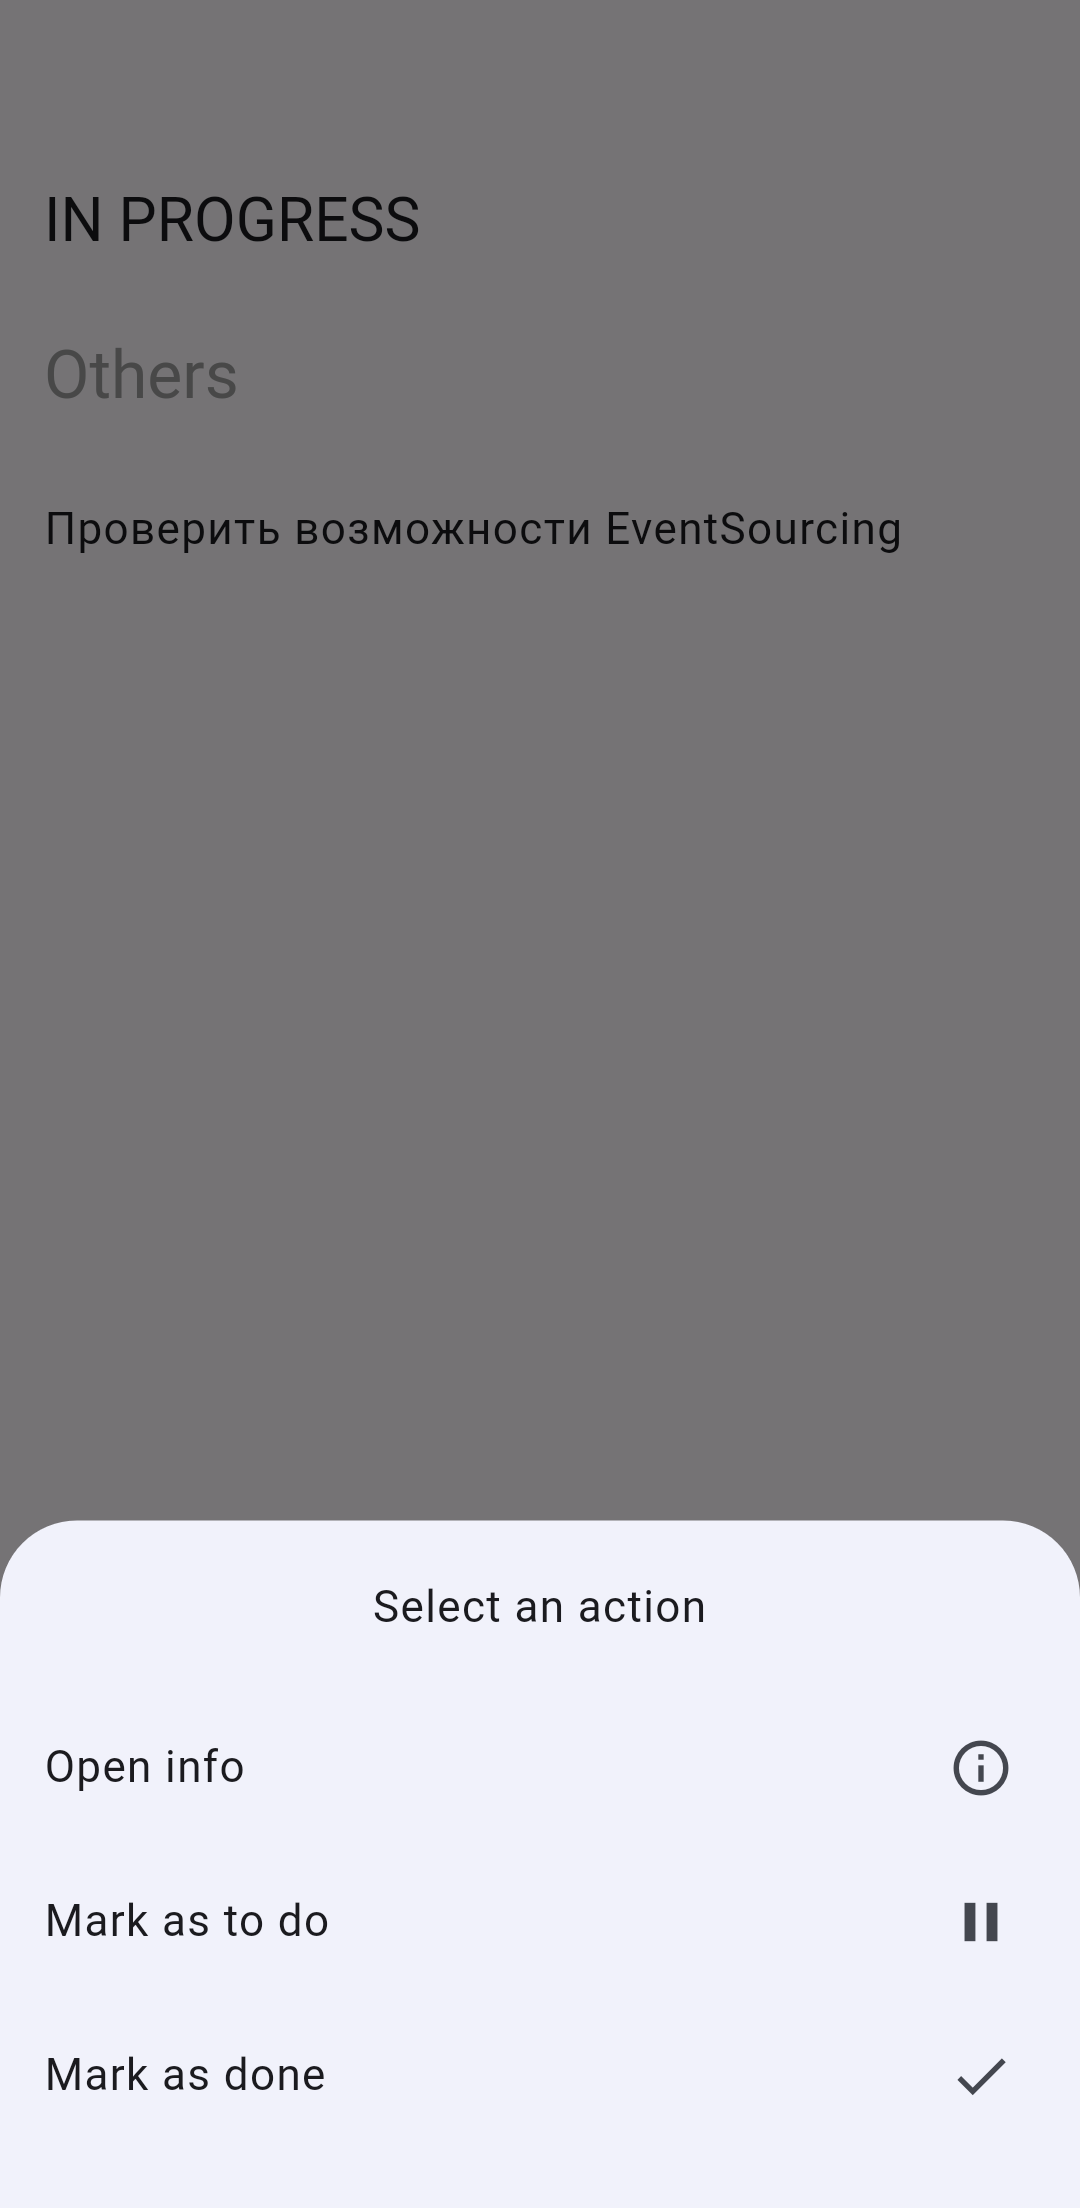 IN PROGRESS
Others
Проверить возможности EventSourcing
Select an action
Open info
Mark as to do
Mark as done